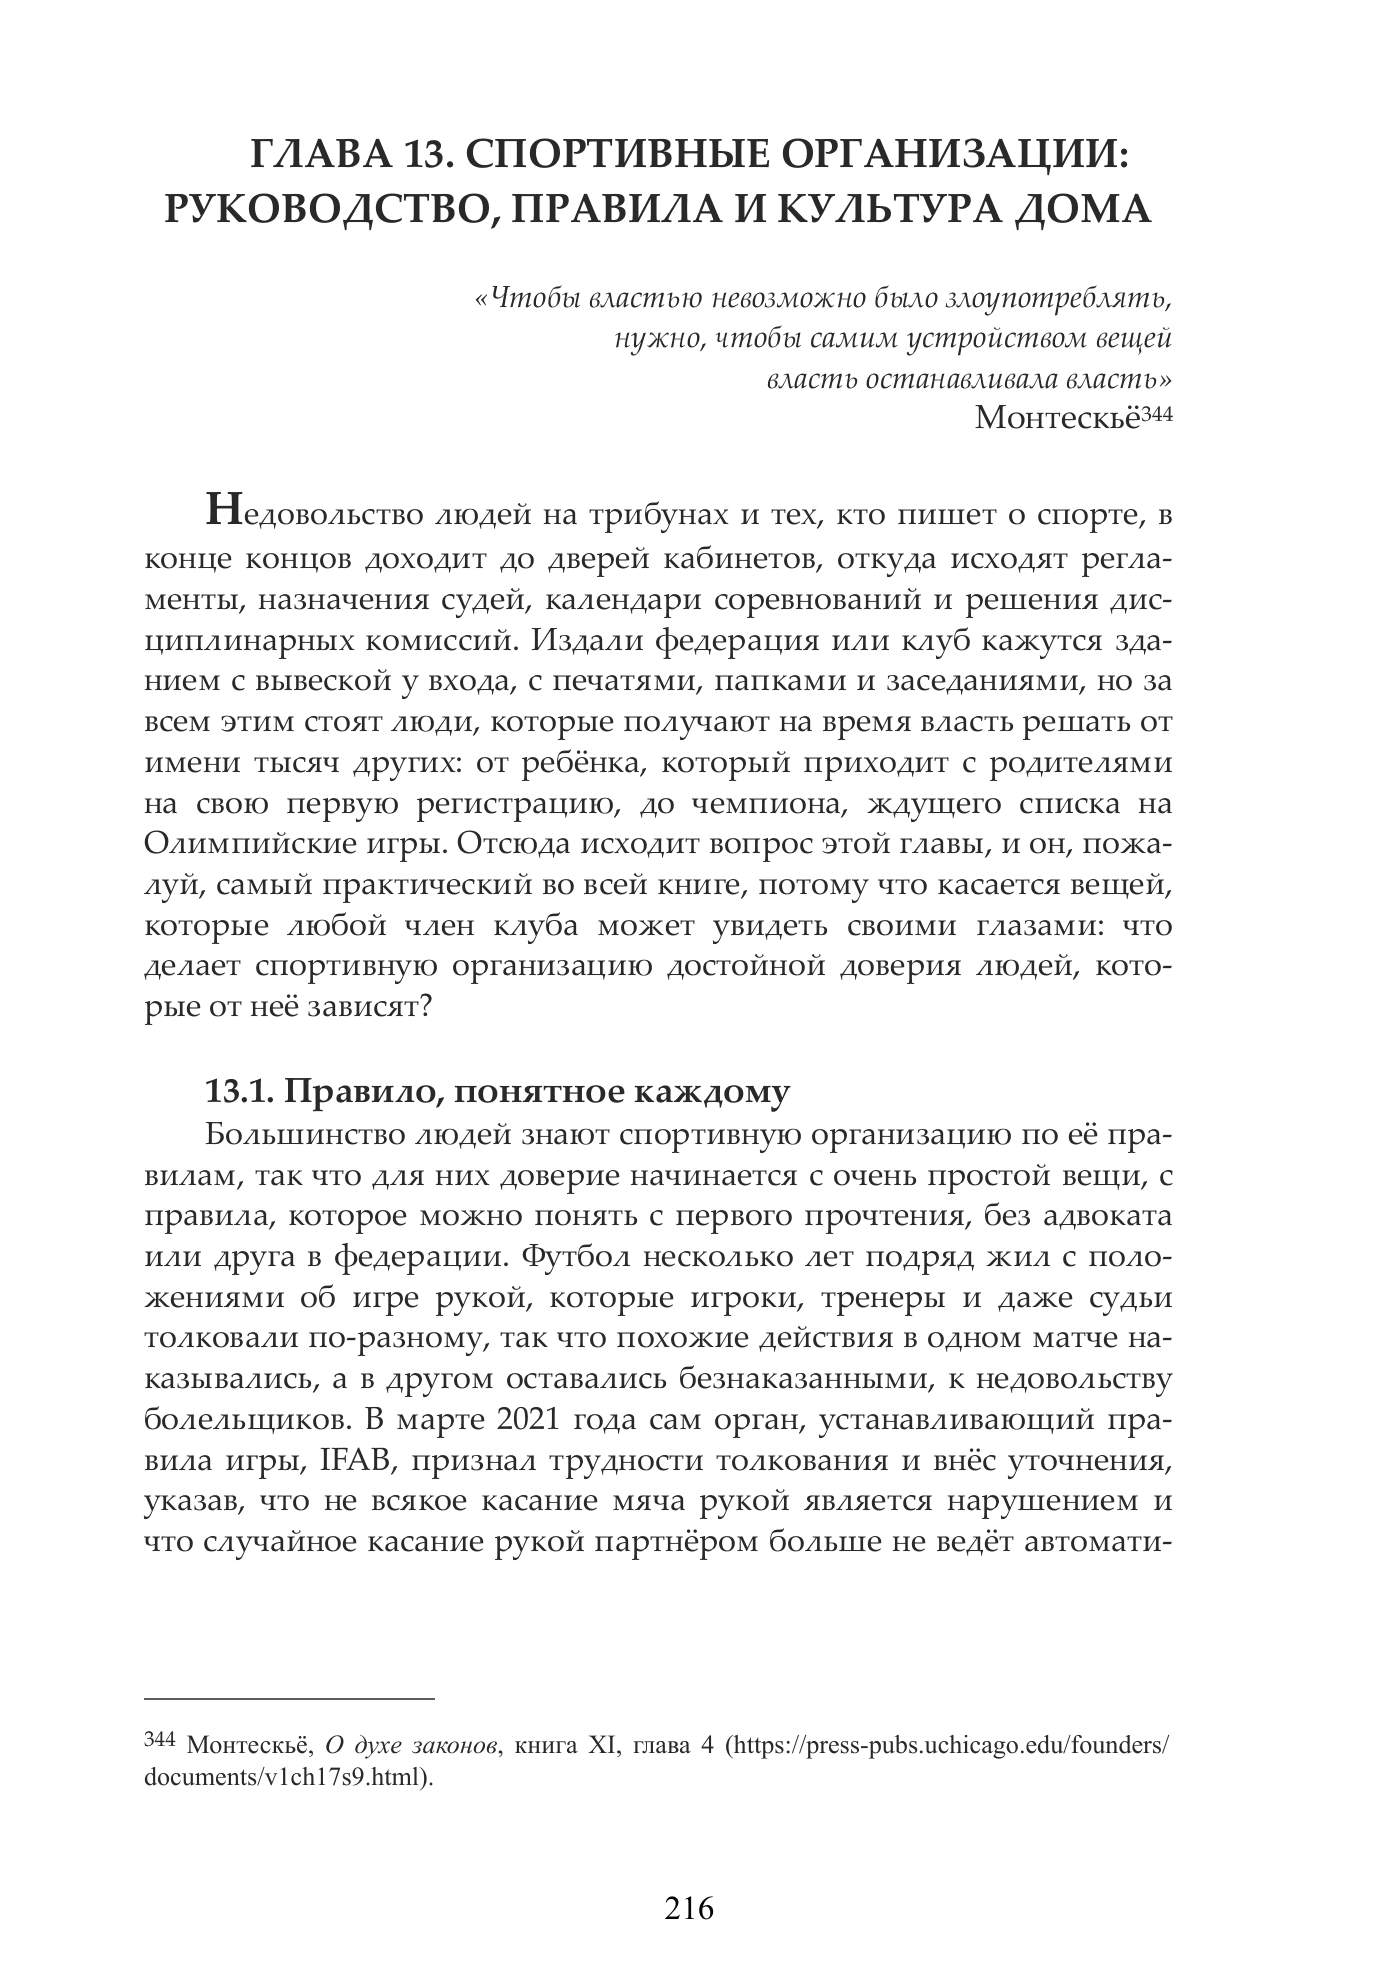 ГЛАВА 13. СПОРТИВНЫЕ ОРГАНИЗАЦИИ:
РУКОВОДСТВО, ПРАВИЛА И КУЛЬТУРА ДОМА
«Чтобы властью невозможно было злоупотреблять,
нужно, чтобы самим устройством вещей
власть останавливала власть»
Монтескьё344
Недовольство людей на трибунах и тех, кто пишет о спорте, в
конце концов доходит до дверей кабинетов, откуда исходят регла-
менты, назначения судей, календари соревнований и решения дис-
циплинарных комиссий. Издали федерация или клуб кажутся зда-
нием с вывеской у входа, с печатями, папками и заседаниями, но за
всем этим стоят люди, которые получают на время власть решать от
имени тысяч других: от ребёнка, который приходит с родителями
на свою первую регистрацию, до чемпиона, ждущего списка на
Олимпийские игры. Отсюда исходит вопрос этой главы, и он, пожа-
луй, самый практический во всей книге, потому что касается вещей,
которые любой член клуба может увидеть своими глазами: что
делает спортивную организацию достойной доверия людей, кото-
рые от неё зависят?
13.1. Правило, понятное каждому
Большинство людей знают спортивную организацию по её пра-
вилам, так что для них доверие начинается с очень простой вещи, с
правила, которое можно понять с первого прочтения, без адвоката
или друга в федерации. Футбол несколько лет подряд жил с поло-
жениями об игре рукой, которые игроки, тренеры и даже судьи
толковали по-разному, так что похожие действия в одном матче на-
казывались, а в другом оставались безнаказанными, к недовольству
болельщиков. В марте 2021 года сам орган, устанавливающий пра-
вила игры, IFAB, признал трудности толкования и внёс уточнения,
указав, что не всякое касание мяча рукой является нарушением и
что случайное касание рукой партнёром больше не ведёт автомати-
344 Монтескьё, О духе законов, книга XI, глава 4 (https://press-pubs.uchicago.edu/founders/
documents/v1ch17s9.html).
216